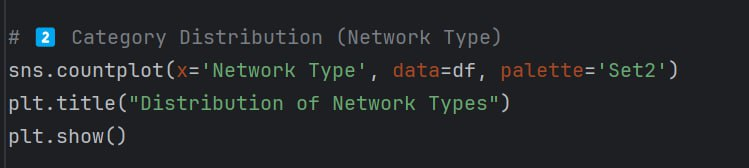 # 2️⃣ Category Distribution (Network Type)
sns.countplot(x='Network Type', data=df, palette='Set2')
plt.title("Distribution of Network Types")
plt.show()